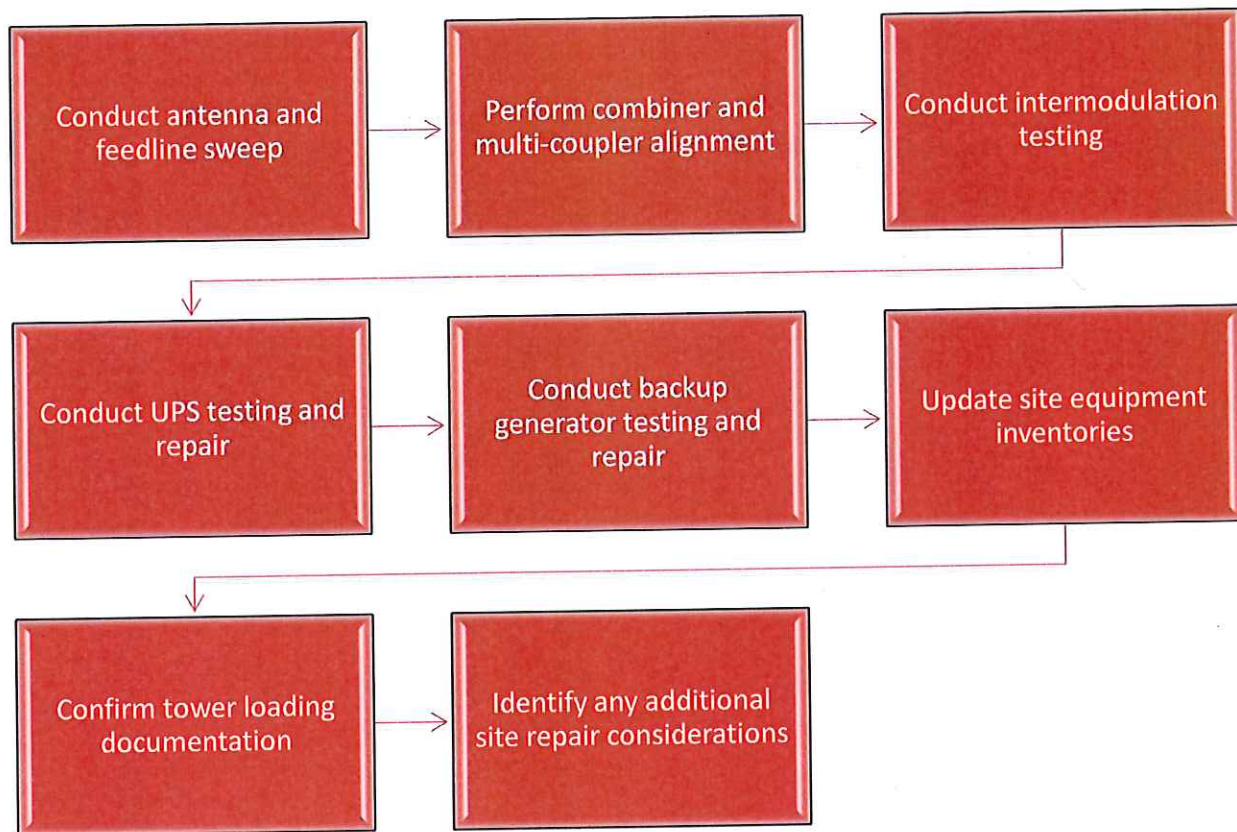 Conduct antenna and
feedline sweep
Perform combiner and
multi-coupler alignment
Conduct intermodulation
testing
Conduct UPS testing and
repair
Conduct backup
generator testing and
repair
Update site equipment
inventories
Confirm tower loading
documentation
Identify any additional
site repair considerations